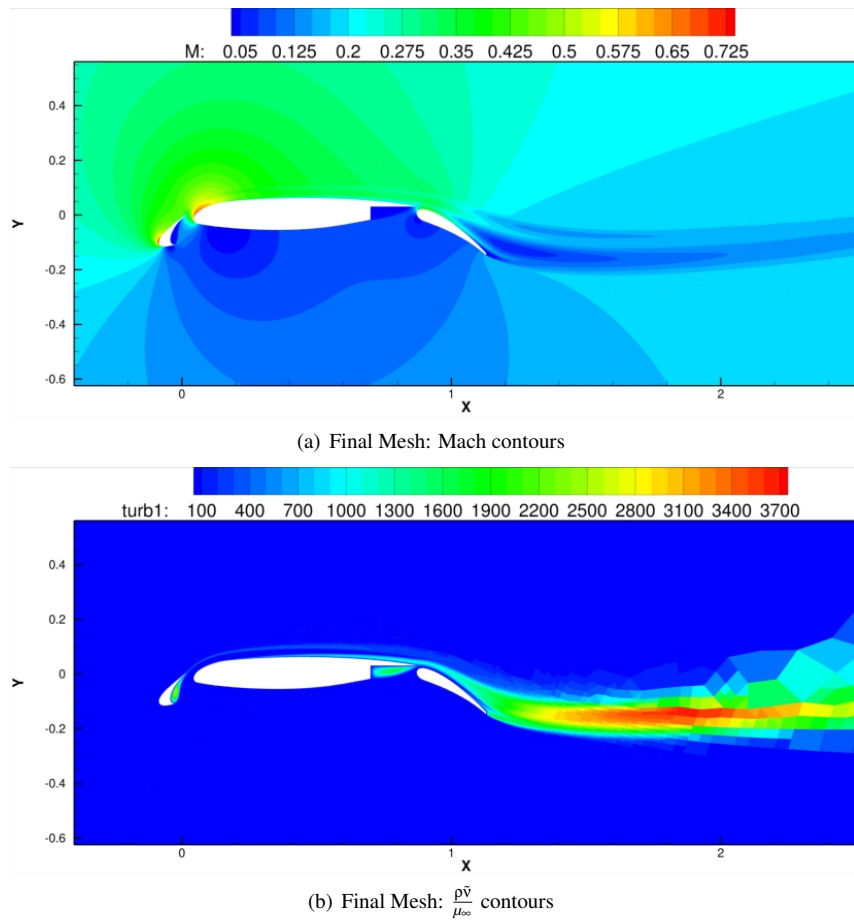 M: 0.05 0.125 0.2 0.275 0.35 0.425 0.5 0.575 0.65 0.725
0.4
0.2
0
-0.2
-0.4
-0.6
Y
0 1 2
X
(a) Final Mesh: Mach contours
turb1: 100 400 700 1000 1300 1600 1900 2200 2500 2800 3100 3400 3700
0.4
0.2
0
-0.2
-0.4
-0.6
Y
0 1 2
X
(b) Final Mesh: ρν̃/μ∞ contours